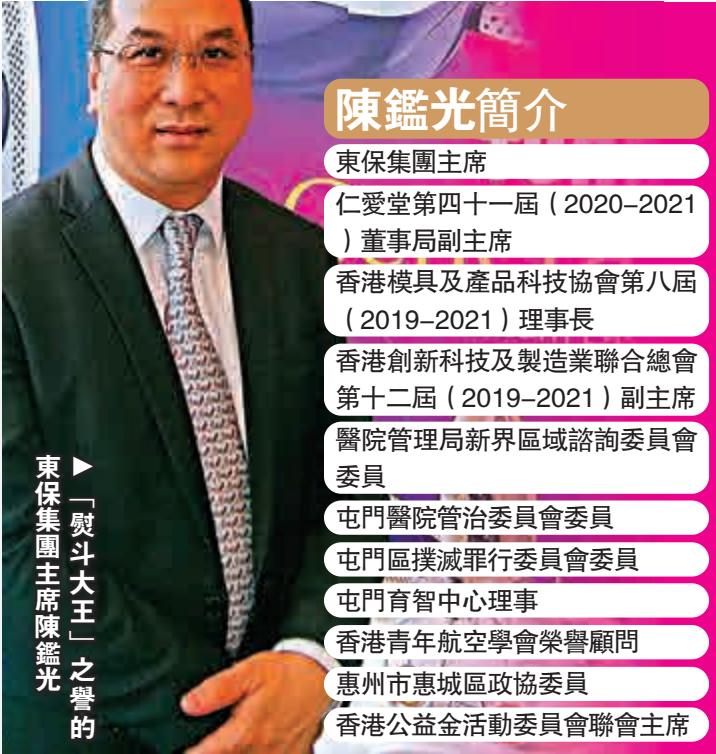 陳鑑光簡介
東保集團主席
仁愛堂第四十一屆（2020–2021
）董事局副主席
香港模具及產品科技協會第八屆
（2019–2021）理事長
香港創新科技及製造業聯合總會
第十二屆（2019–2021）副主席
醫院管理局新界區域諮詢委員會
委員
屯門醫院管治委員會委員
屯門區撲滅罪行委員會委員
屯門育智中心理事
香港青年航空學會榮譽顧問
惠州市惠城區政協委員
香港公益金活動委員會聯會主席
▶「熨斗大王」之譽的
東保集團主席陳鑑光